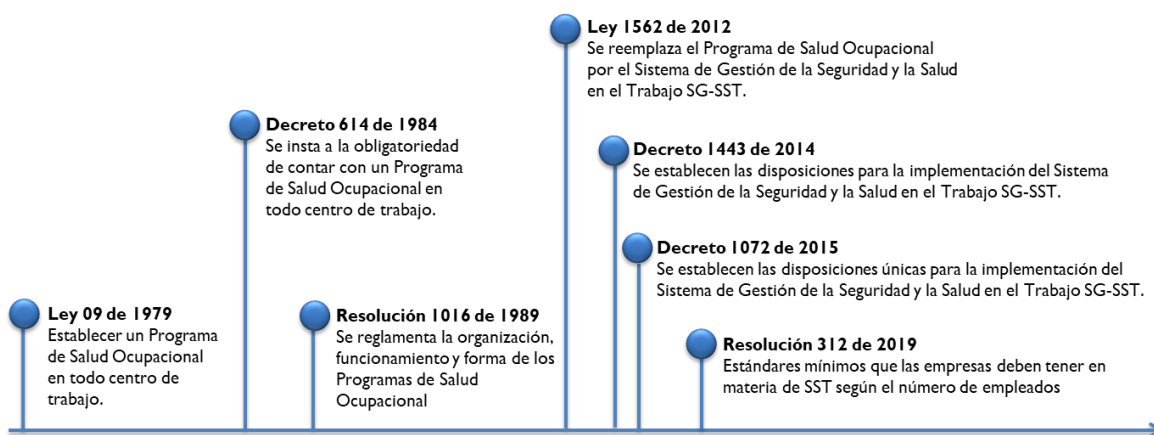 Ley 1562 de 2012
Se reemplaza el Programa de Salud Ocupacional
por el Sistema de Gestión de la Seguridad y la Salud
en el Trabajo SG-SST.
Decreto 614 de 1984
Se insta a la obligatoriedad
de contar con un Programa
de Salud Ocupacional en
todo centro de trabajo.
Decreto 1443 de 2014
Se establecen las disposiciones para la implementación del Sistema
de Gestión de la Seguridad y la Salud en el Trabajo SG-SST.
Decreto 1072 de 2015
Se establecen las disposiciones únicas para la implementación del
Sistema de Gestión de la Seguridad y la Salud en el Trabajo SG-SST.
Ley 09 de 1979
Establecer un Programa
de Salud Ocupacional
en todo centro de
trabajo.
Resolución 1016 de 1989
Se reglamenta la organización,
funcionamiento y forma de los
Programas de Salud
Ocupacional
Resolución 312 de 2019
Estándares mínimos que las empresas deben tener en
materia de SST según el número de empleados